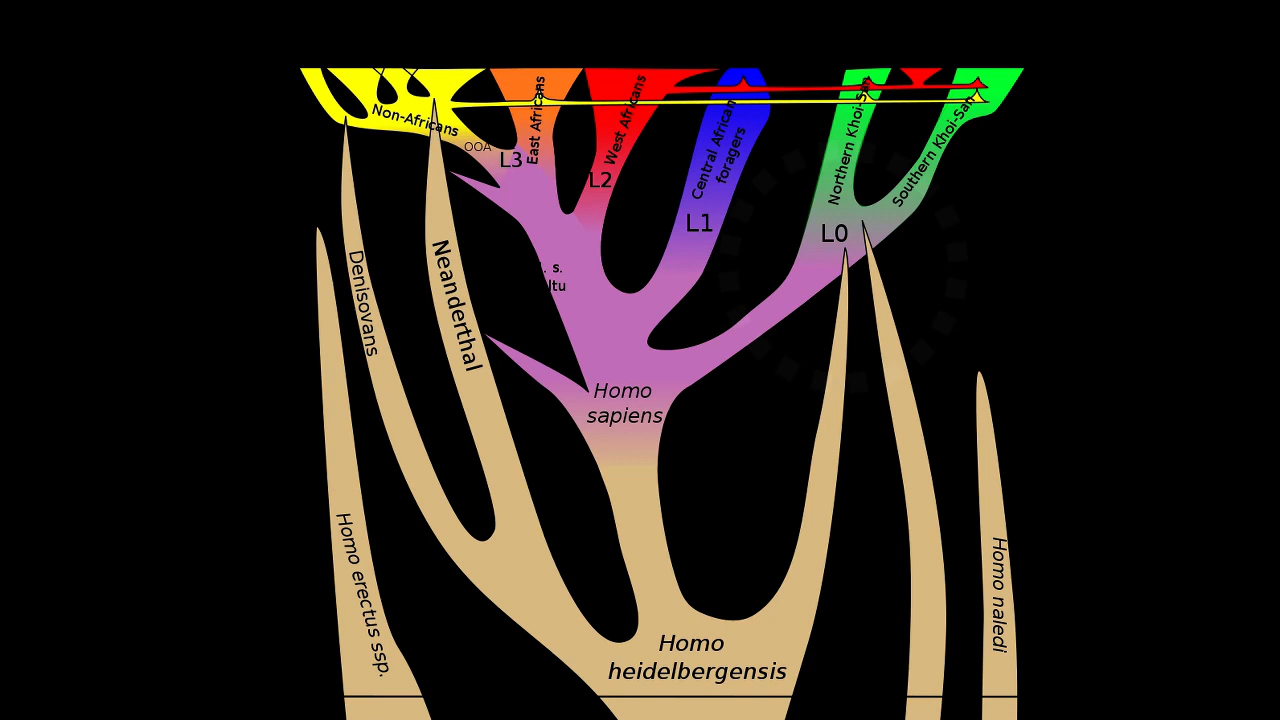 Non-Africans
OOA
L3
East Africans
L2
West Africans
Central African
foragers
L1
Northern Khoi-San
Southern Khoi-San
L0
Denisovans
Neanderthal
. s.
ltu
Homo
sapiens
Homo erectus ssp.
Homo
heidelbergensis
Homo naledi